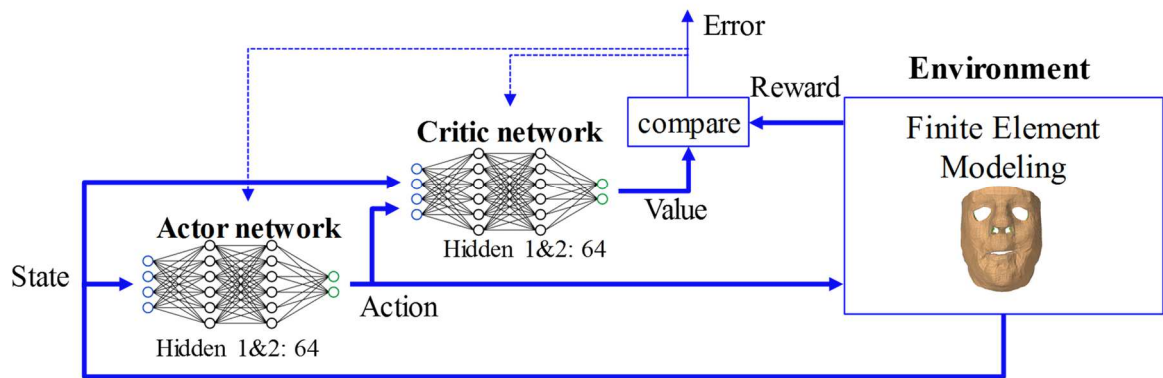 Error
Environment
Reward
compare
Finite Element
Modeling
Critic network
Value
Hidden 1&2: 64
Actor network
State
Action
Hidden 1&2: 64